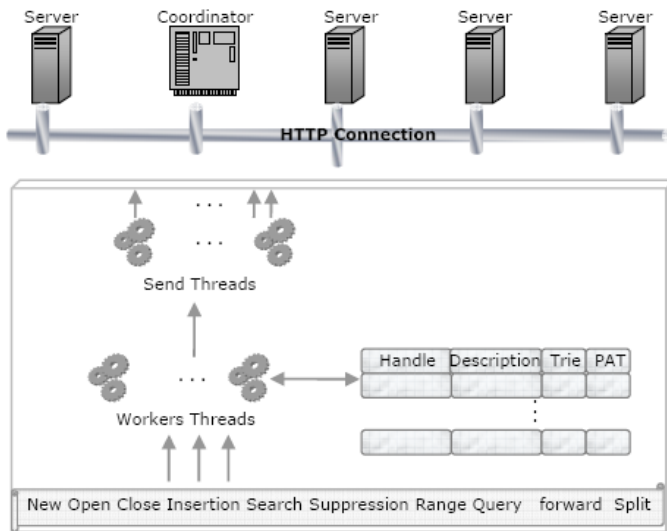 Server Coordinator Server Server Server
HTTP Connection
... 
...
Send Threads
...
Workers Threads
Handle Description Trie PAT
New Open Close Insertion Search Suppression Range Query forward Split